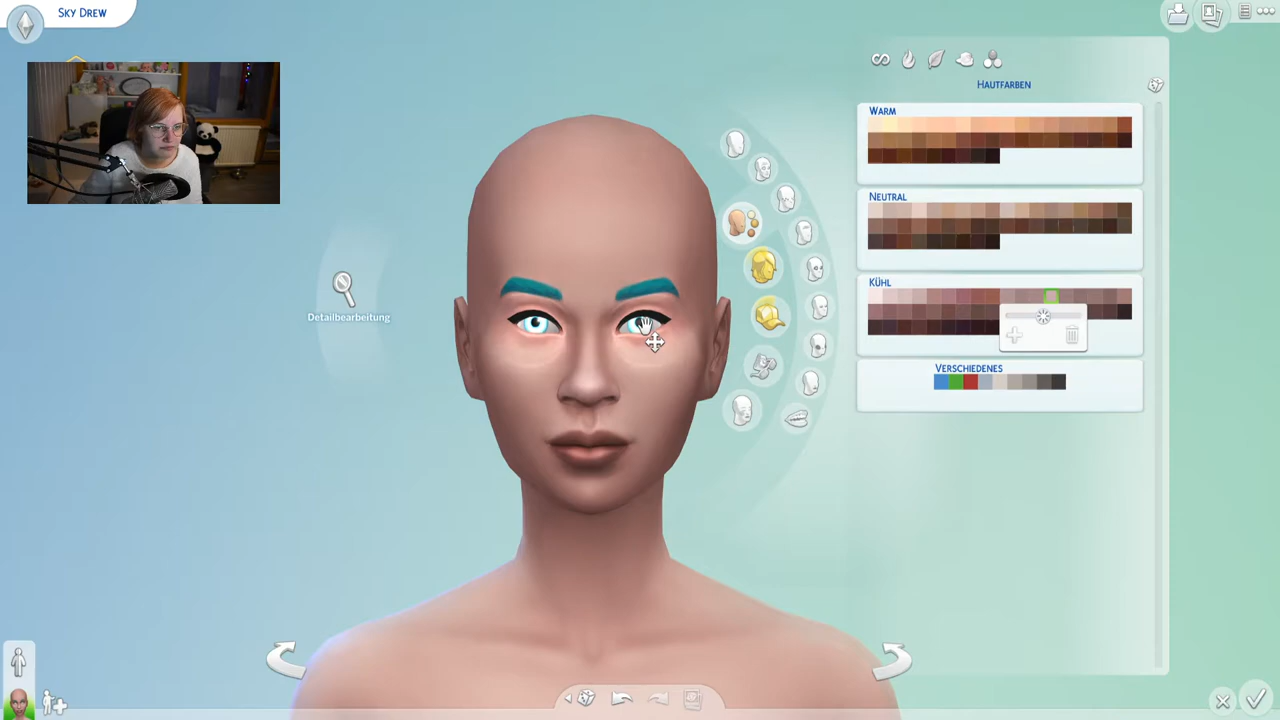 SKY DREW
HAUTFARBEN
WARM
NEUTRAL
KÜHL
VERSCHIEDENES
Detailbearbeitung